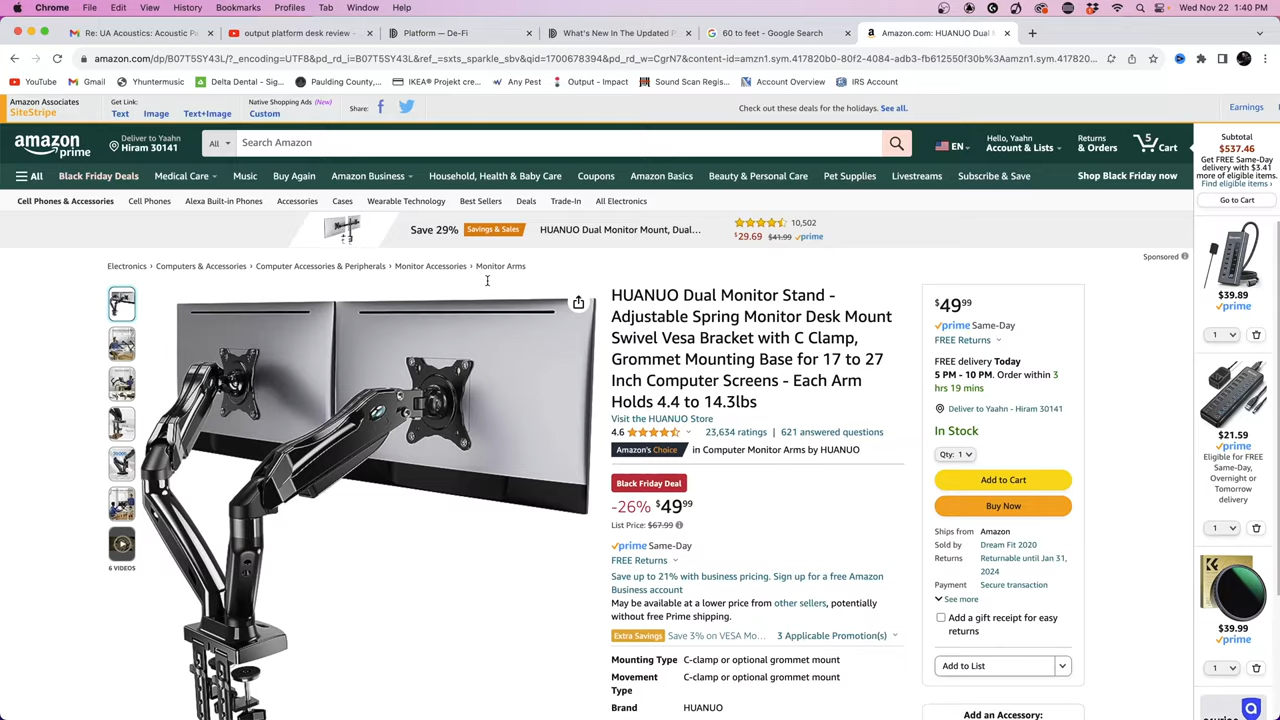 Chrome File Edit View History Bookmarks Profiles Tab Window Help
Wed Nov 22 1:40 PM
Re: UA Acoustics: Acoustic P
output platform desk review -
Platform — De-Fi
What's New In The Updated P
60 to feet - Google Search
Amazon.com: HUANUO Dual
amazon.com/dp/B07T5SY43L/?_encoding=UTF8&pd_rd_i=B07T5SY43L&ref_=sxts_sparkle_sbv&qid=1700678394&pd_rd_w=CgrN7&content-id=amzn1.sym.417820b0-80f2-4084-adb3-fb612550f30b%3Aamzn1.sym.417820...
YouTube Gmail Yhuntermusic Delta Dental - Sig... Paulding County,... IKEA® Projekt cre... Any Pest Output - Impact Sound Scan Regis... Account Overview IRS Account
Amazon Associates
SiteStripe
Get Link:
Text Image Text+Image
Native Shopping Ads (New)
Custom
Share:
Check out these deals for the holidays. See all.
Earnings
amazon
prime
Deliver to Yaahn
Hiram 30141
All
Search Amazon
EN
Hello, Yaahn
Account & Lists
Returns
& Orders
5
Cart
All Black Friday Deals Medical Care Music Buy Again Amazon Business Household, Health & Baby Care Coupons Amazon Basics Beauty & Personal Care Pet Supplies Livestreams Subscribe & Save Shop Black Friday now
Cell Phones & Accessories Cell Phones Alexa Built-in Phones Accessories Cases Wearable Technology Best Sellers Deals Trade-In All Electronics
Save 29% Savings & Sales HUANUO Dual Monitor Mount, Dual...
10,502
$29.69 $41.99 prime
Sponsored
Electronics › Computers & Accessories › Computer Accessories & Peripherals › Monitor Accessories › Monitor Arms
6 VIDEOS
HUANUO Dual Monitor Stand -
Adjustable Spring Monitor Desk Mount
Swivel Vesa Bracket with C Clamp,
Grommet Mounting Base for 17 to 27
Inch Computer Screens - Each Arm
Holds 4.4 to 14.3lbs
Visit the HUANUO Store
4.6 23,634 ratings | 621 answered questions
Amazon's Choice in Computer Monitor Arms by HUANUO
Black Friday Deal
-26% $49.99
List Price: $67.99
prime Same-Day
FREE Returns
Save up to 21% with business pricing. Sign up for a free Amazon
Business account
May be available at a lower price from other sellers, potentially
without free Prime shipping.
Extra Savings Save 3% on VESA Mo... 3 Applicable Promotion(s)
Mounting Type C-clamp or optional grommet mount
Movement C-clamp or optional grommet mount
Type
Brand HUANUO
$49.99
prime Same-Day
FREE Returns
FREE delivery Today
5 PM - 10 PM. Order within 3
hrs 19 mins
Deliver to Yaahn - Hiram 30141
In Stock
Qty: 1
Add to Cart
Buy Now
Ships from Amazon
Sold by Dream Fit 2020
Returns Returnable until Jan 31,
2024
Payment Secure transaction
See more
Add a gift receipt for easy
returns
Add to List
Add an Accessory:
Subtotal
$537.46
Get FREE Same-Day
delivery with $3.41
more of eligible items.
Find eligible items ›
Go to Cart
$39.89
prime
1
$21.59
prime
Eligible for FREE
Same-Day,
Overnight or
Tomorrow
delivery
1
$39.99
prime
1